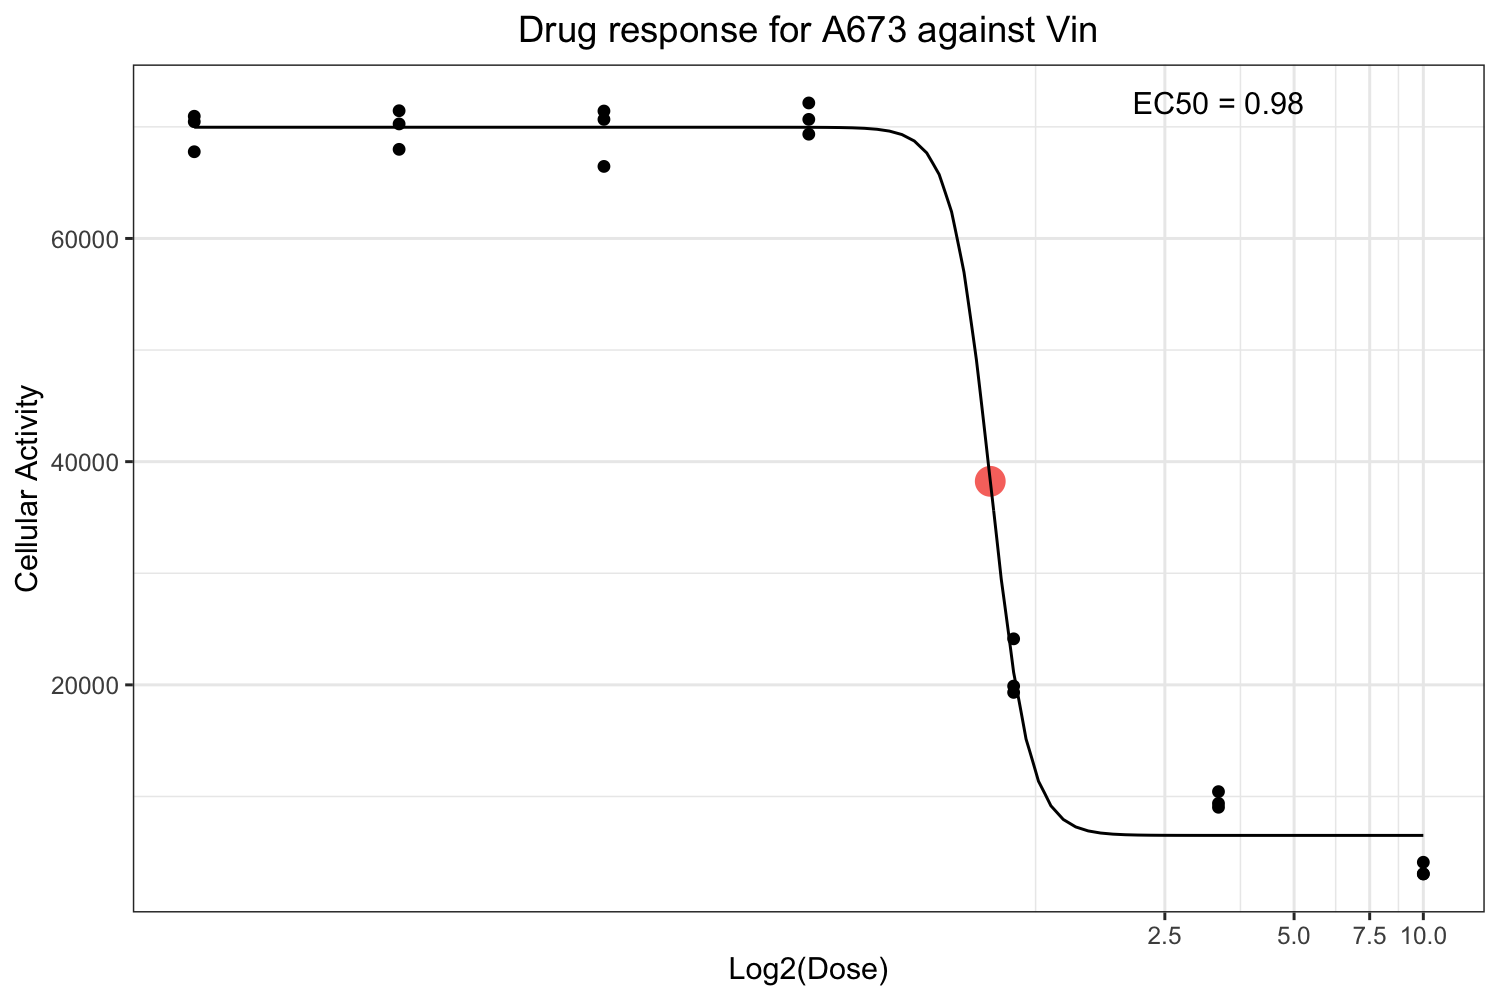 Drug response for A673 against Vin
EC50 = 0.98
60000
40000
20000
Cellular Activity
2.5 5.0 7.5 10.0
Log2(Dose)